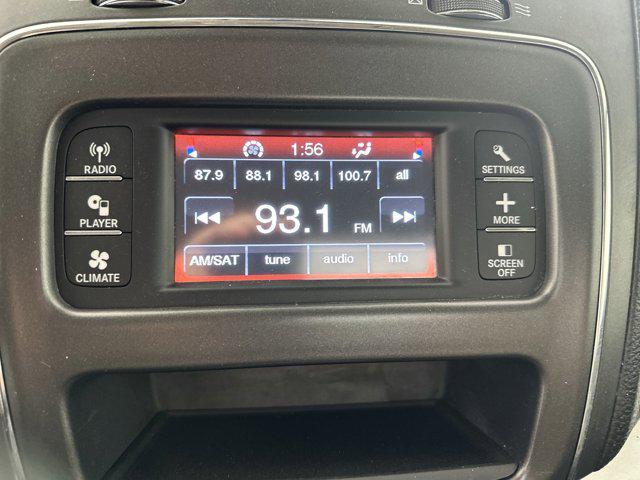 RADIO
PLAYER
CLIMATE
1:56
87.9 88.1 98.1 100.7 all
93.1 FM
AM/SAT tune audio info
SETTINGS
MORE
SCREEN
OFF